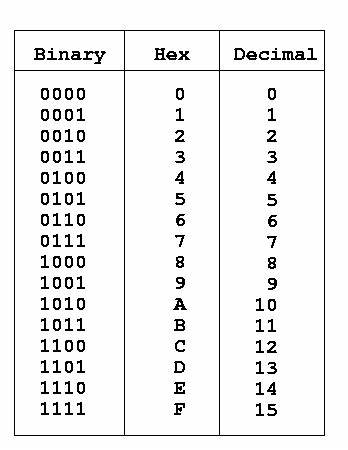 Binary Hex Decimal
0000 0 0
0001 1 1
0010 2 2
0011 3 3
0100 4 4
0101 5 5
0110 6 6
0111 7 7
1000 8 8
1001 9 9
1010 A 10
1011 B 11
1100 C 12
1101 D 13
1110 E 14
1111 F 15